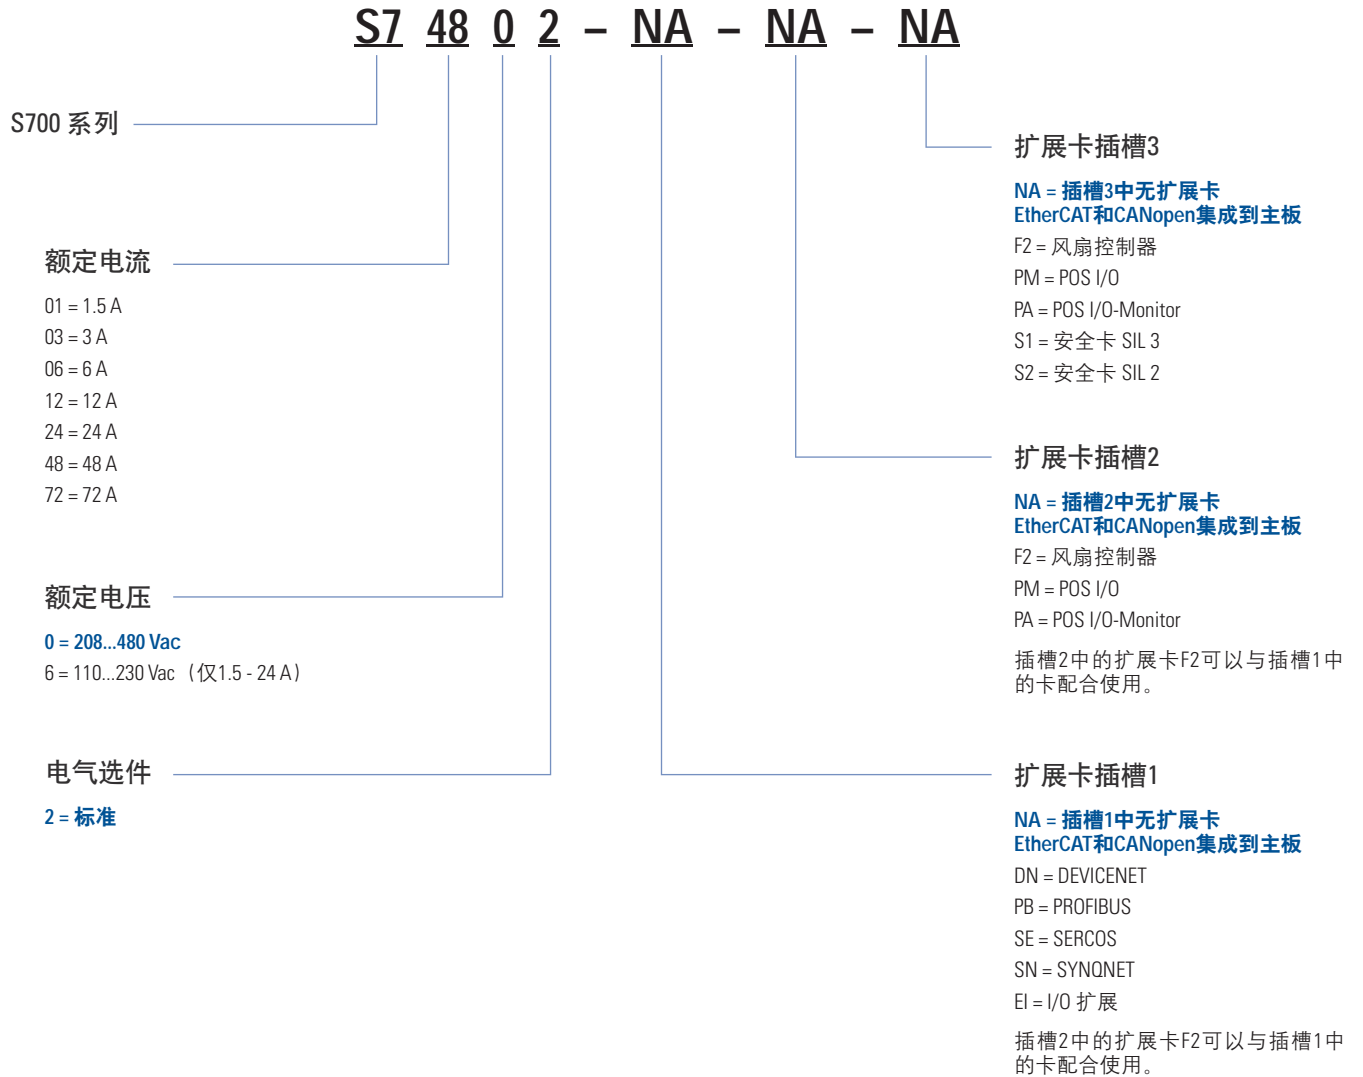 S7 48 0 2 – NA – NA – NA
S700 系列
额定电流
01 = 1.5 A
03 = 3 A
06 = 6 A
12 = 12 A
24 = 24 A
48 = 48 A
72 = 72 A
额定电压
0 = 208...480 Vac
6 = 110...230 Vac（仅1.5 - 24 A）
电气选件
2 = 标准
扩展卡插槽3
NA = 插槽3中无扩展卡
EtherCAT和CANopen集成到主板
F2 = 风扇控制器
PM = POS I/O
PA = POS I/O-Monitor
S1 = 安全卡 SIL 3
S2 = 安全卡 SIL 2
扩展卡插槽2
NA = 插槽2中无扩展卡
EtherCAT和CANopen集成到主板
F2 = 风扇控制器
PM = POS I/O
PA = POS I/O-Monitor
插槽2中的扩展卡F2可以与插槽1中
的卡配合使用。
扩展卡插槽1
NA = 插槽1中无扩展卡
EtherCAT和CANopen集成到主板
DN = DEVICENET
PB = PROFIBUS
SE = SERCOS
SN = SYNQNET
EI = I/O 扩展
插槽2中的扩展卡F2可以与插槽1中
的卡配合使用。